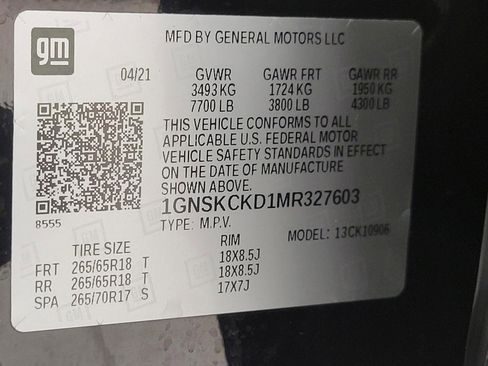 gm
MFD BY GENERAL MOTORS LLC
04/21 GVWR GAWR FRT GAWR RR
3493 KG 1724 KG 1950 KG
7700 LB 3800 LB 4300 LB
THIS VEHICLE CONFORMS TO ALL
APPLICABLE U.S. FEDERAL MOTOR
VEHICLE SAFETY STANDARDS IN EFFECT
ON THE DATE OF MANUFACTURE
SHOWN ABOVE.
8555
1GNSKCKD1MR327603
TYPE: M.P.V. MODEL: 13CK10906
TIRE SIZE RIM
FRT 265/65R18 T 18X8.5J
RR 265/65R18 T 18X8.5J
SPA 265/70R17 S 17X7J